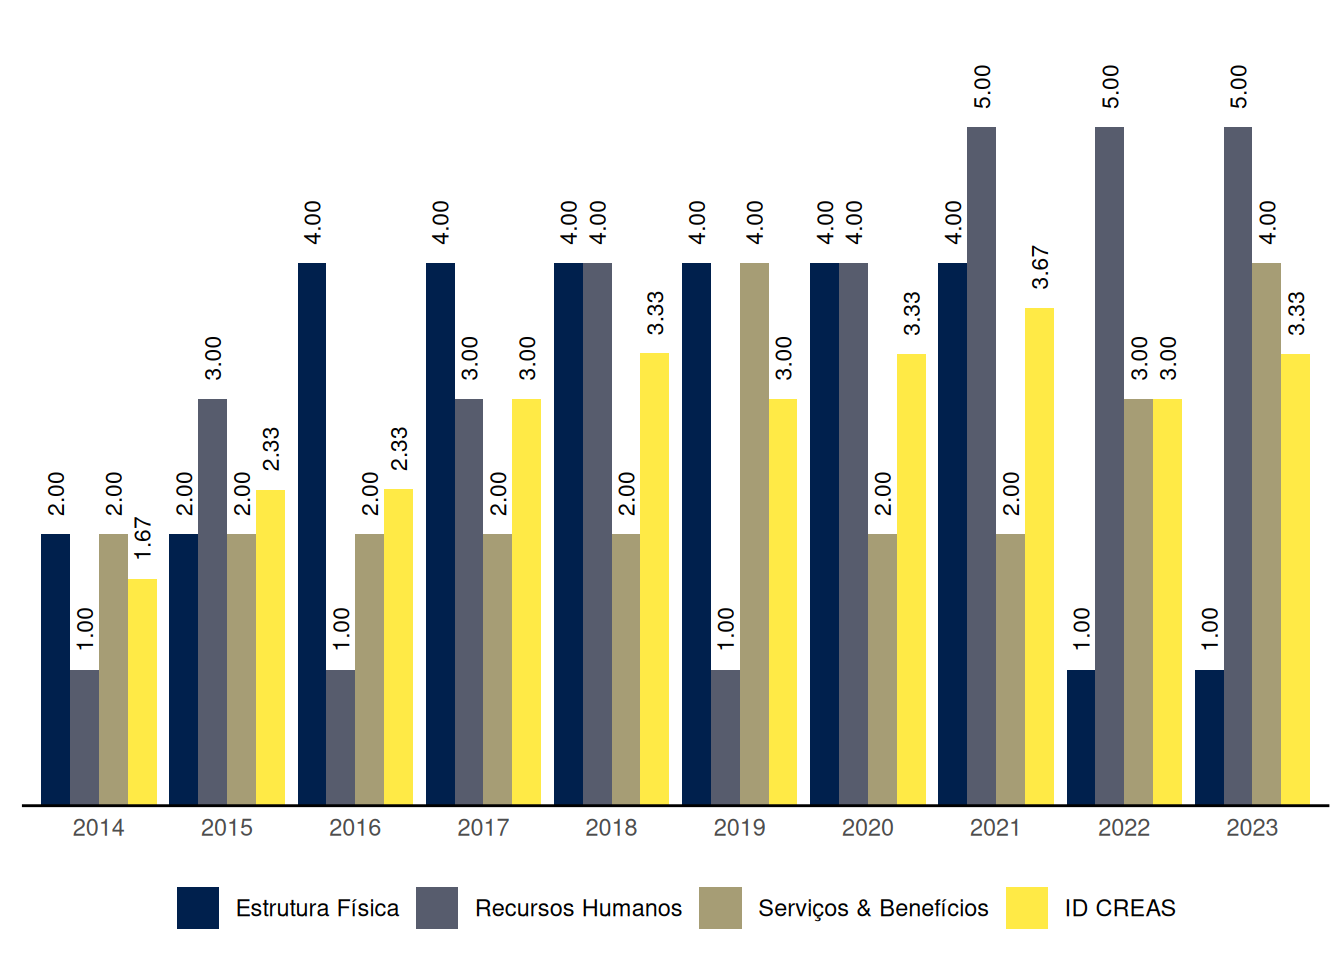 5.00 5.00 5.00
4.00 4.00 4.00 4.00 4.00 4.00 4.00 4.00 4.00 4.00
3.67
3.33 3.33 3.33
3.00 3.00 3.00 3.00 3.00 3.00
2.33 2.33
2.00 2.00 2.00 2.00 2.00 2.00 2.00 2.00 2.00
1.67
1.00 1.00 1.00 1.00 1.00
2014 2015 2016 2017 2018 2019 2020 2021 2022 2023
Estrutura Física Recursos Humanos Serviços & Benefícios ID CREAS